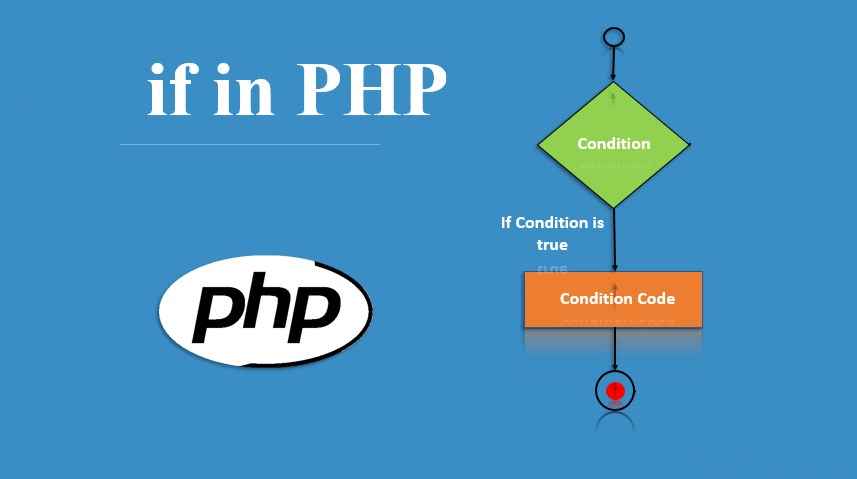 if in PHP
Condition
If Condition is
true
Condition Code
php